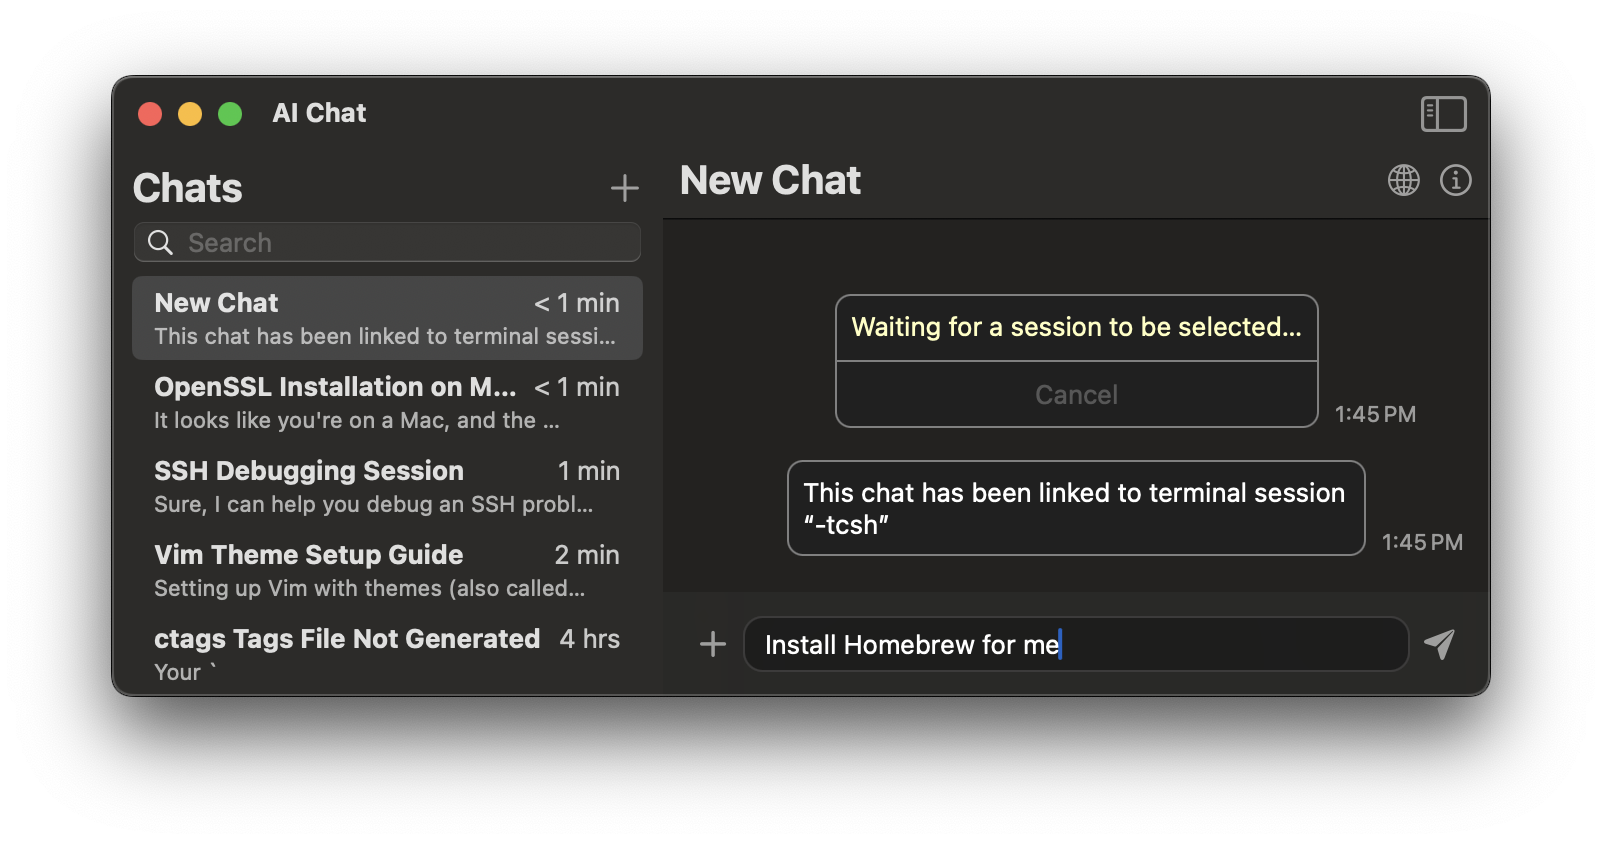 AI Chat
Chats
Search
New Chat
< 1 min
This chat has been linked to terminal sessi...
OpenSSL Installation on M...
< 1 min
It looks like you're on a Mac, and the ...
SSH Debugging Session
1 min
Sure, I can help you debug an SSH probl...
Vim Theme Setup Guide
2 min
Setting up Vim with themes (also called...
ctags Tags File Not Generated
4 hrs
Your `
New Chat
Waiting for a session to be selected...
Cancel
1:45 PM
This chat has been linked to terminal session
“-tcsh”
1:45 PM
Install Homebrew for me